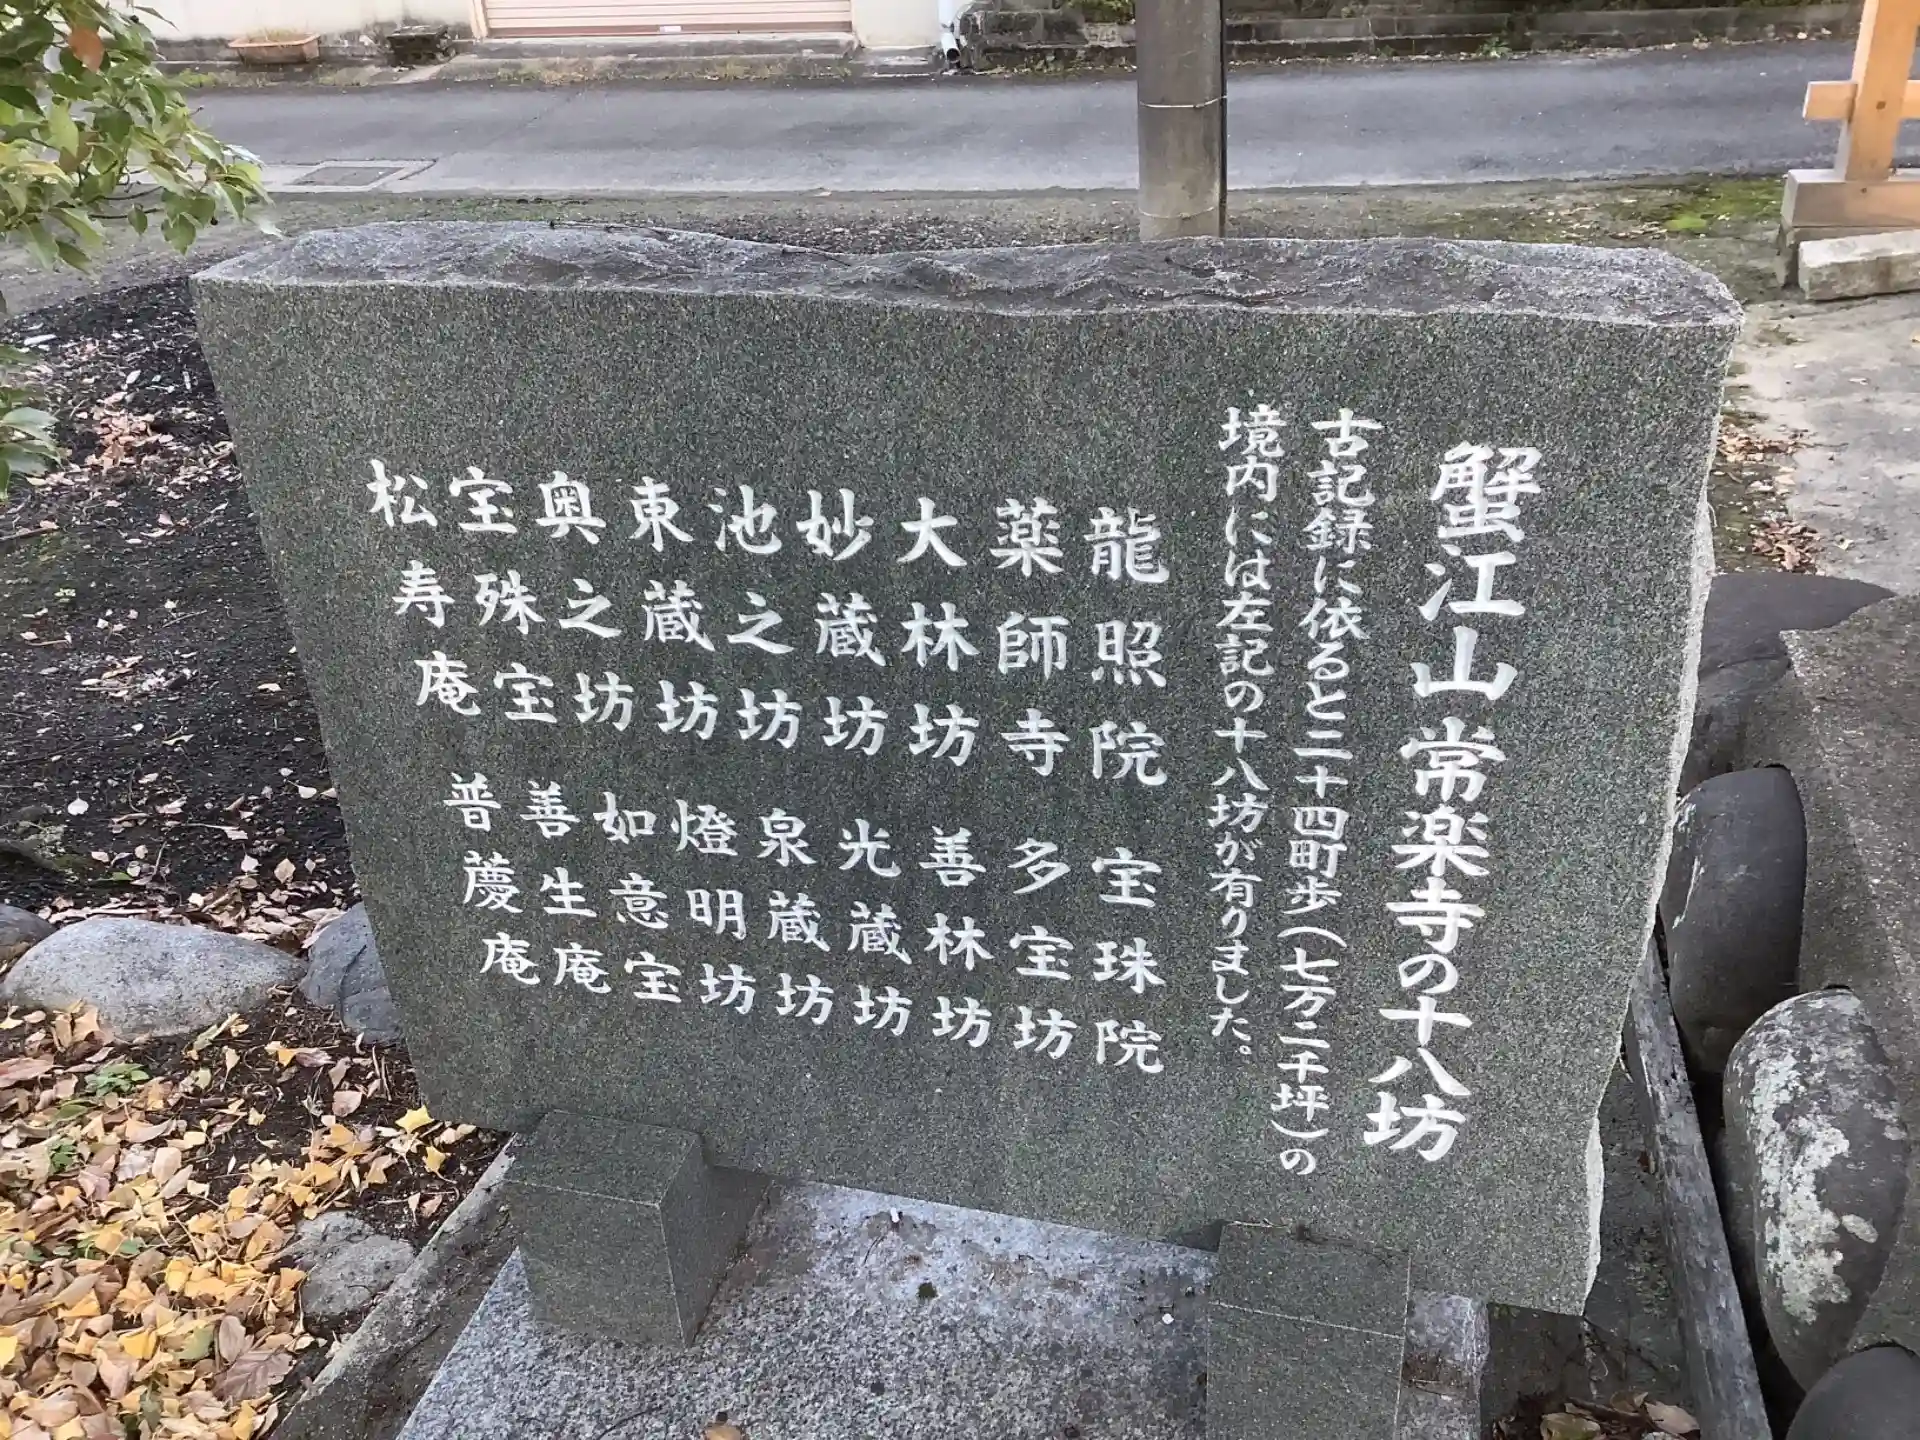 蟹江山常楽寺の十八坊
古記録に依ると二十四町歩(七万二千坪)の
境内には左記の十八坊が有りました。
龍照院 宝珠院
薬師寺 多宝坊
大林坊 善林坊
妙蔵坊 光蔵坊
池之坊 泉蔵坊
東蔵坊 燈明坊
奥之坊 如意宝
宝殊宝 善生庵
松寿庵 普慶庵